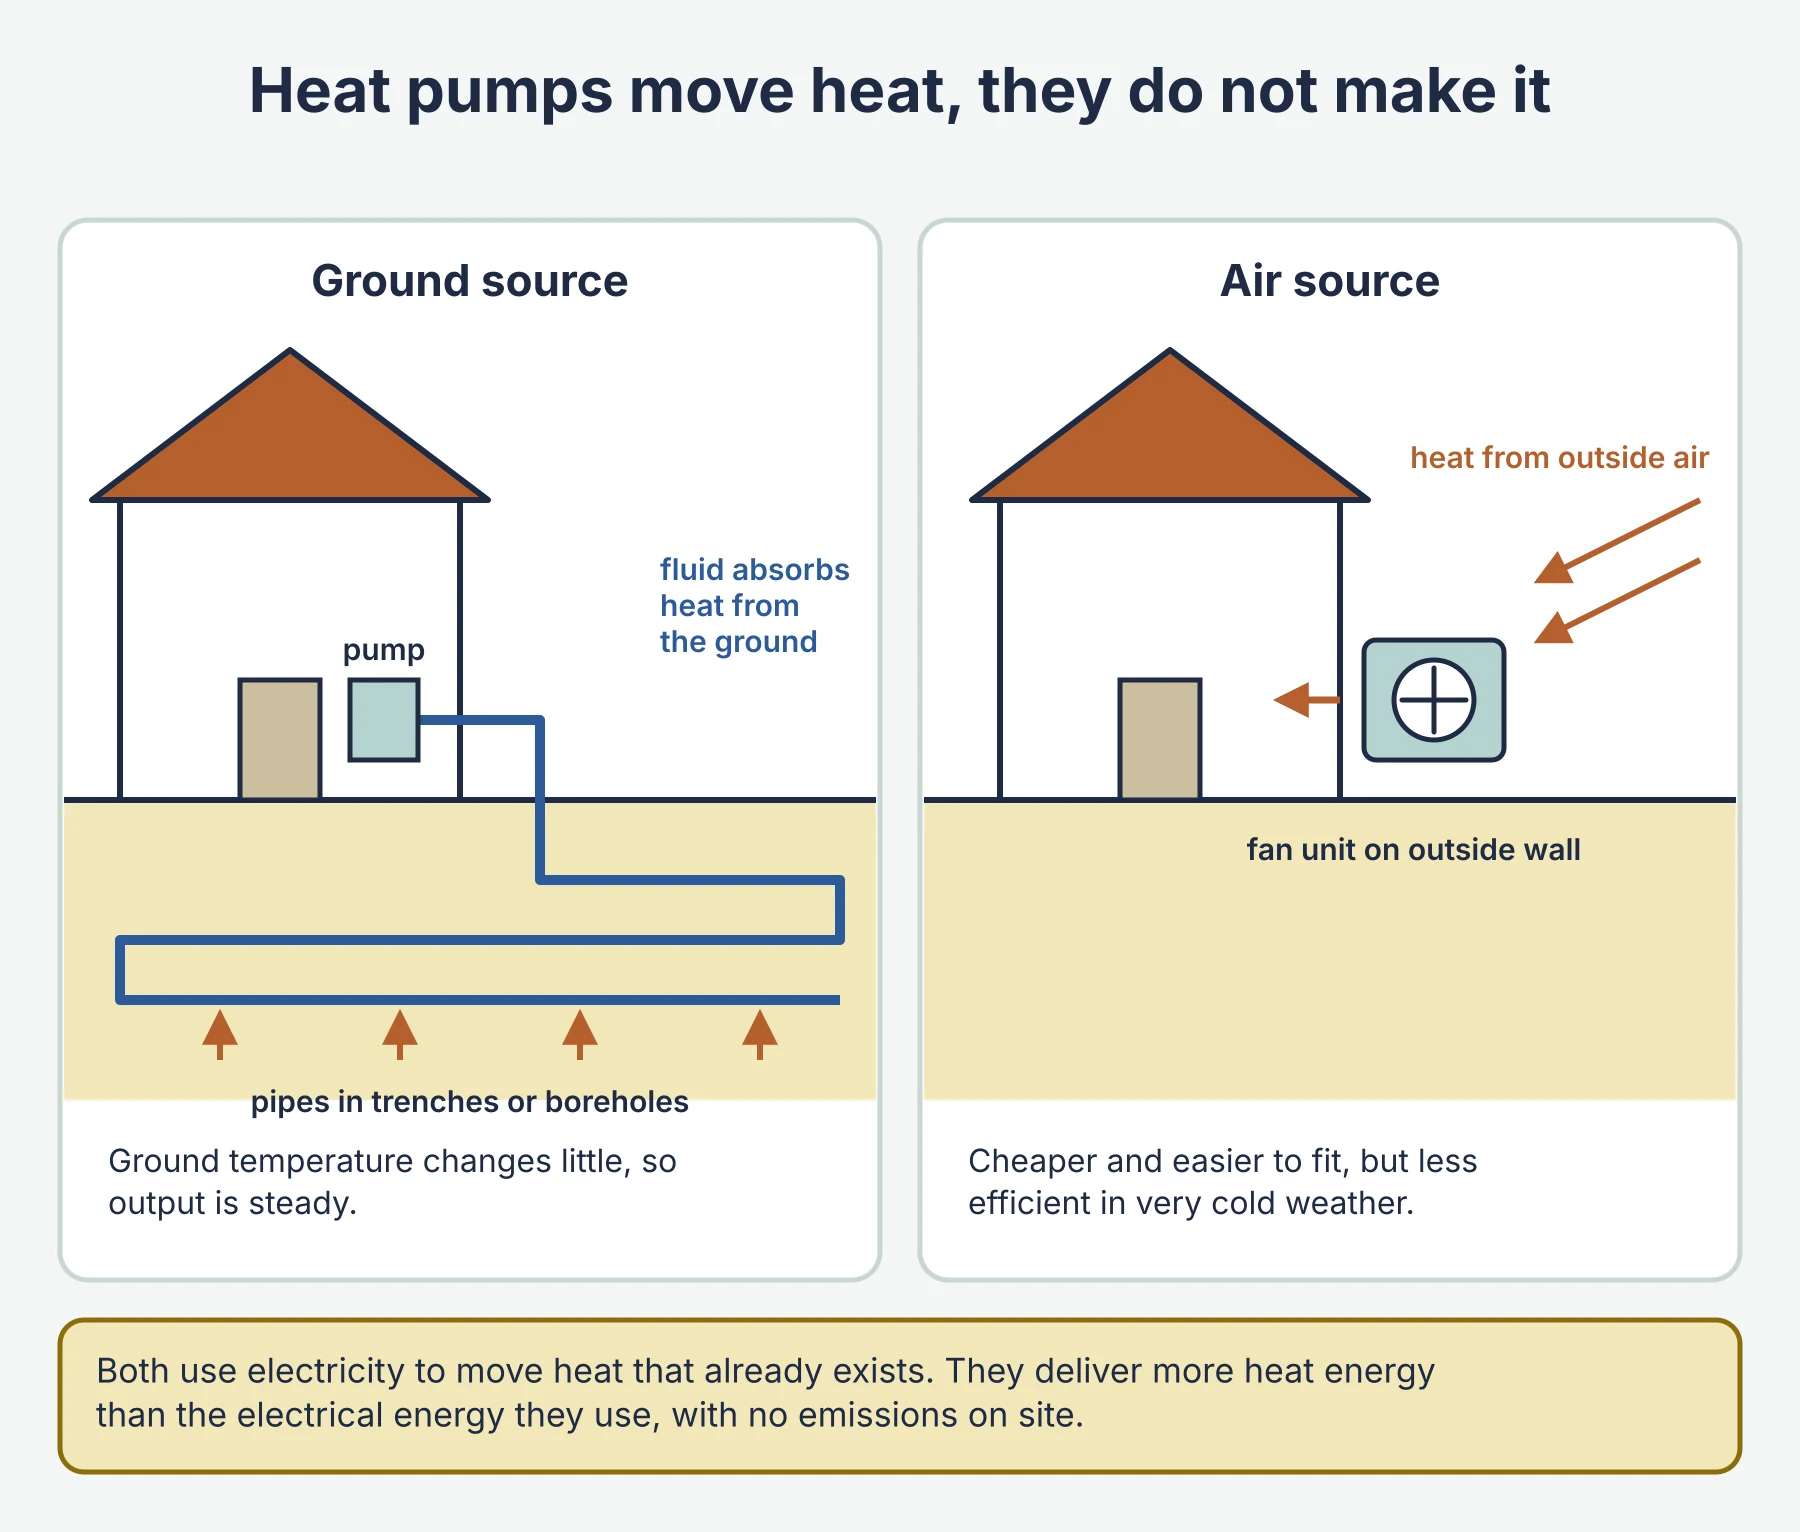 Heat pumps move heat, they do not make it
Ground source
fluid absorbs
heat from
the ground
pump
pipes in trenches or boreholes
Ground temperature changes little, so
output is steady.
Air source
heat from outside air
fan unit on outside wall
Cheaper and easier to fit, but less
efficient in very cold weather.
Both use electricity to move heat that already exists. They deliver more heat energy
than the electrical energy they use, with no emissions on site.